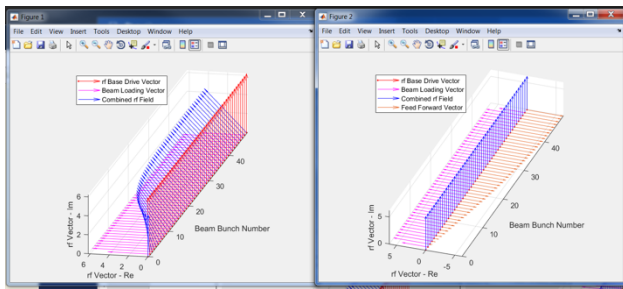 Figure 1
File Edit View Insert Tools Desktop Window Help
rf Base Drive Vector
Beam Loading Vector
Combined rf Field
6
4
2
0
rf Vector - Im
6 4 2 0
rf Vector - Re
0
10
20
30
40
Beam Bunch Number
Figure 2
File Edit View Insert Tools Desktop Window Help
rf Base Drive Vector
Beam Loading Vector
Combined rf Field
Feed Forward Vector
5
0
rf Vector - Im
5 0 -5
rf Vector - Re
0
10
20
30
40
Beam Bunch Number